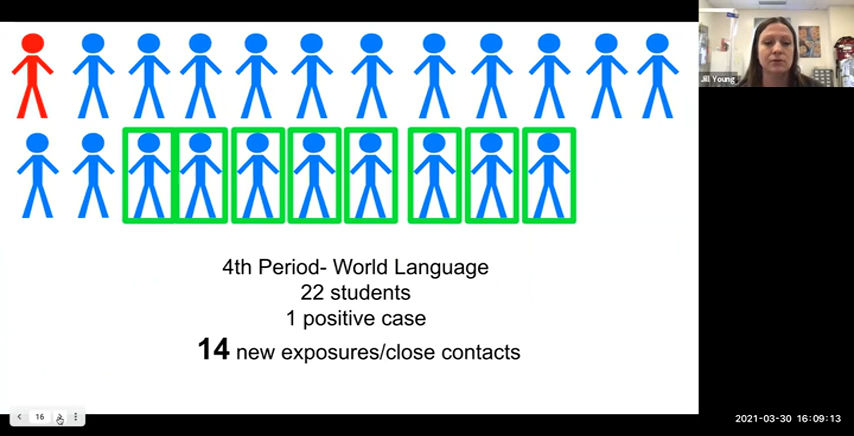 Jill Young
4th Period- World Language
22 students
1 positive case
14 new exposures/close contacts
16
2021-03-30 16:09:13